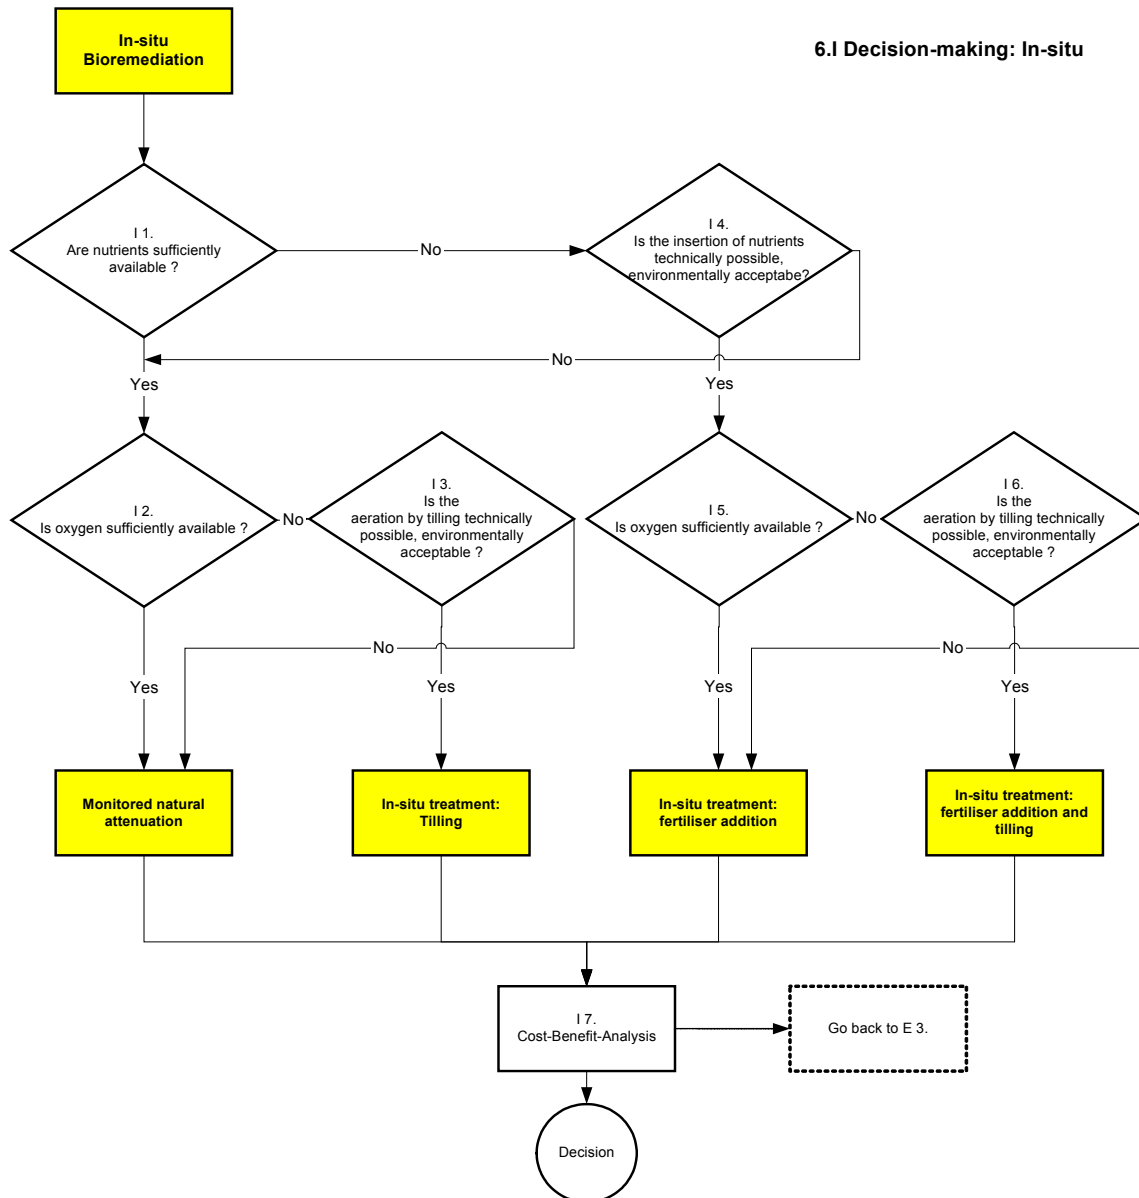 In-situ
Bioremediation
6.I Decision-making: In-situ
I 1.
Are nutrients sufficiently
available ?
No
I 4.
Is the insertion of nutrients
technically possible,
environmentally acceptabe?
No
Yes
Yes
I 2.
Is oxygen sufficiently available ?
No
I 3.
Is the
aeration by tilling technically
possible, environmentally
acceptable ?
I 5.
Is oxygen sufficiently available ?
No
I 6.
Is the
aeration by tilling technically
possible, environmentally
acceptable ?
No
No
Yes
Yes
Yes
Yes
Monitored natural
attenuation
In-situ treatment:
Tilling
In-situ treatment:
fertiliser addition
In-situ treatment:
fertiliser addition and
tilling
I 7.
Cost-Benefit-Analysis
Go back to E 3.
Decision